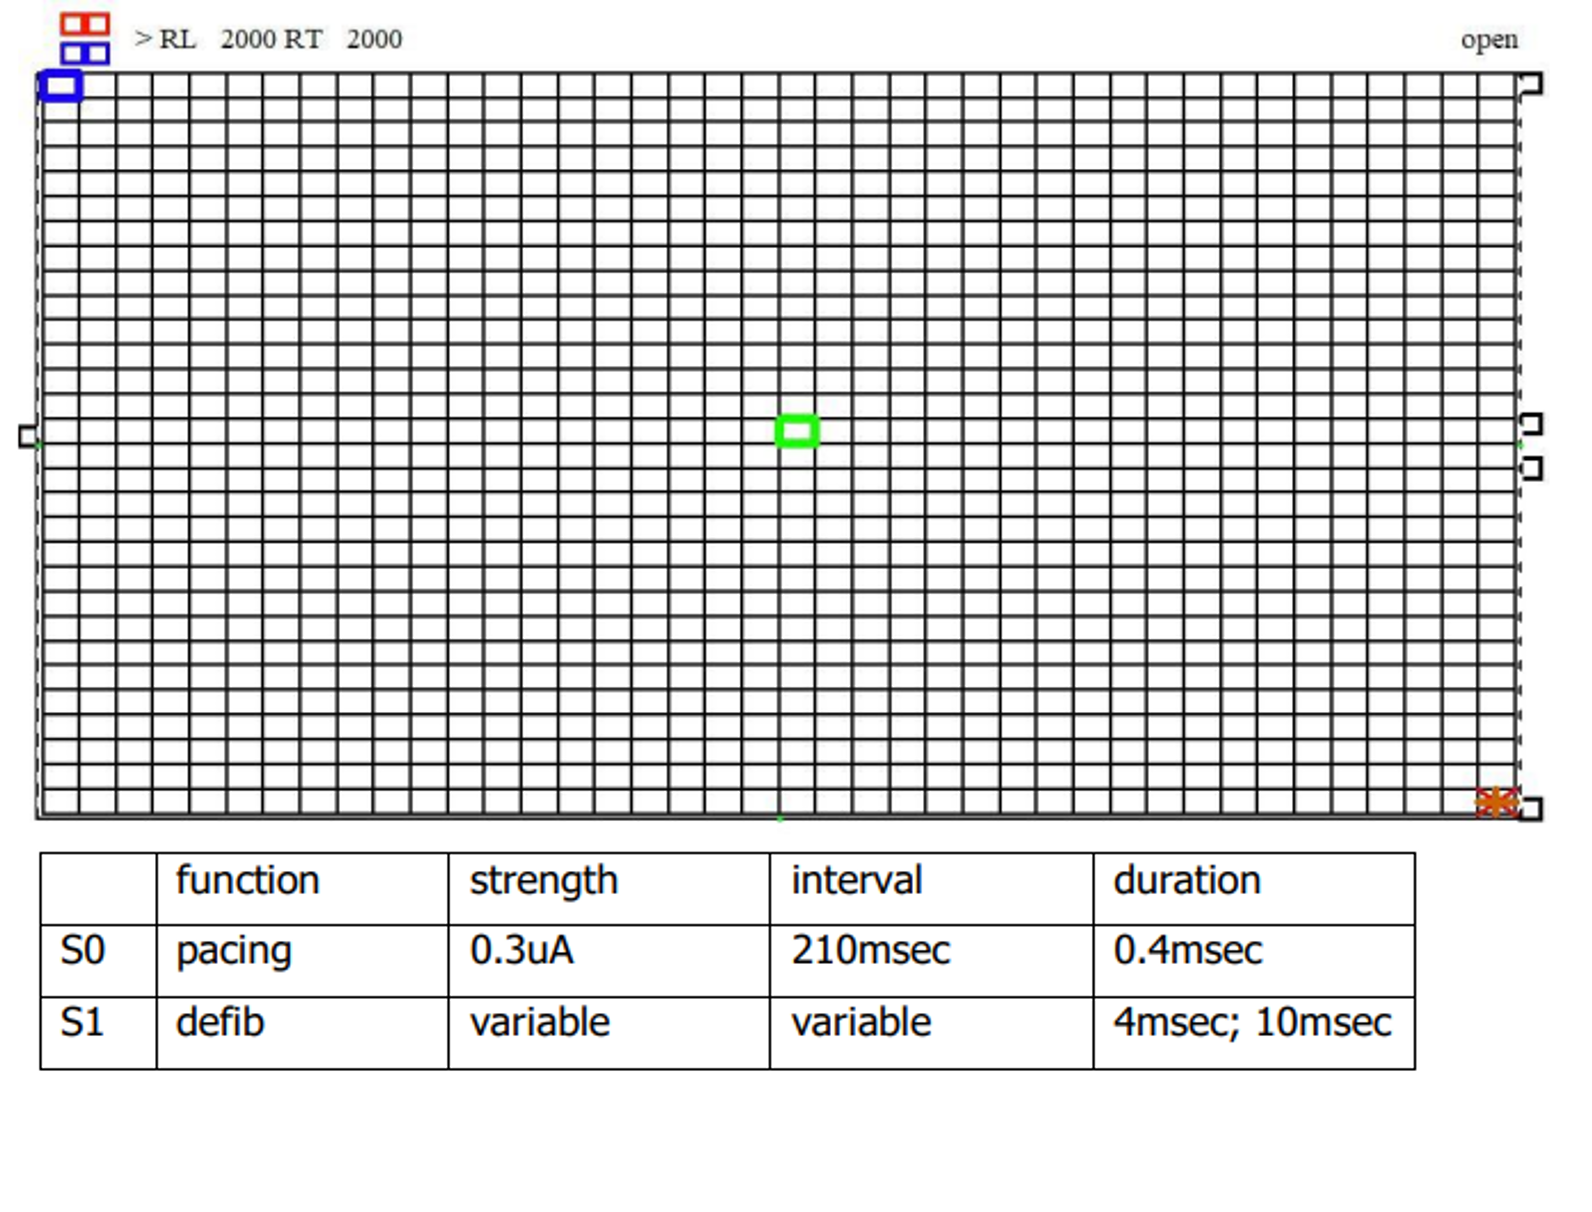 > RL 2000 RT 2000 open
function strength interval duration
S0 pacing 0.3uA 210msec 0.4msec
S1 defib variable variable 4msec; 10msec